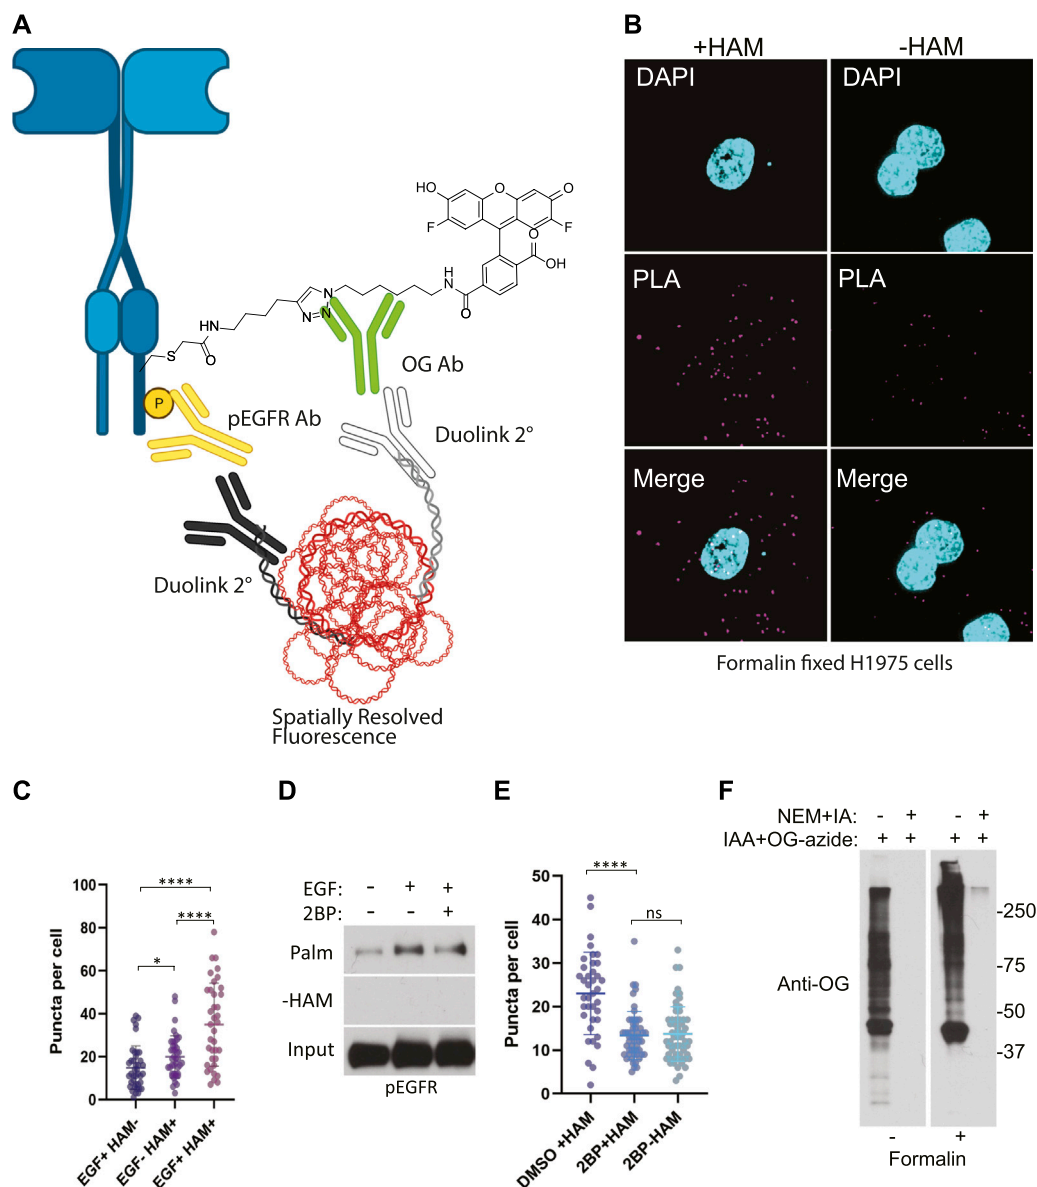 A
HO
O
O
F
F
O
OH
H
N
O
N
N
N
HN
O
S
OG Ab
P
pEGFR Ab
Duolink 2°
Duolink 2°
Spatially Resolved
Fluorescence
B
+HAM
-HAM
DAPI
DAPI
PLA
PLA
Merge
Merge
Formalin fixed H1975 cells
C
Puncta per cell
100
80
60
40
20
0
****
****
*
EGF+ HAM-
EGF- HAM+
EGF+ HAM+
D
EGF: - + +
2BP: - - +
Palm
-HAM
Input
pEGFR
E
Puncta per cell
50
40
30
20
10
0
****
ns
DMSO +HAM
2BP+HAM
2BP-HAM
F
NEM+IA: - + - +
IAA+OG-azide: + + + +
Anti-OG
-250
-75
-50
-37
- +
Formalin